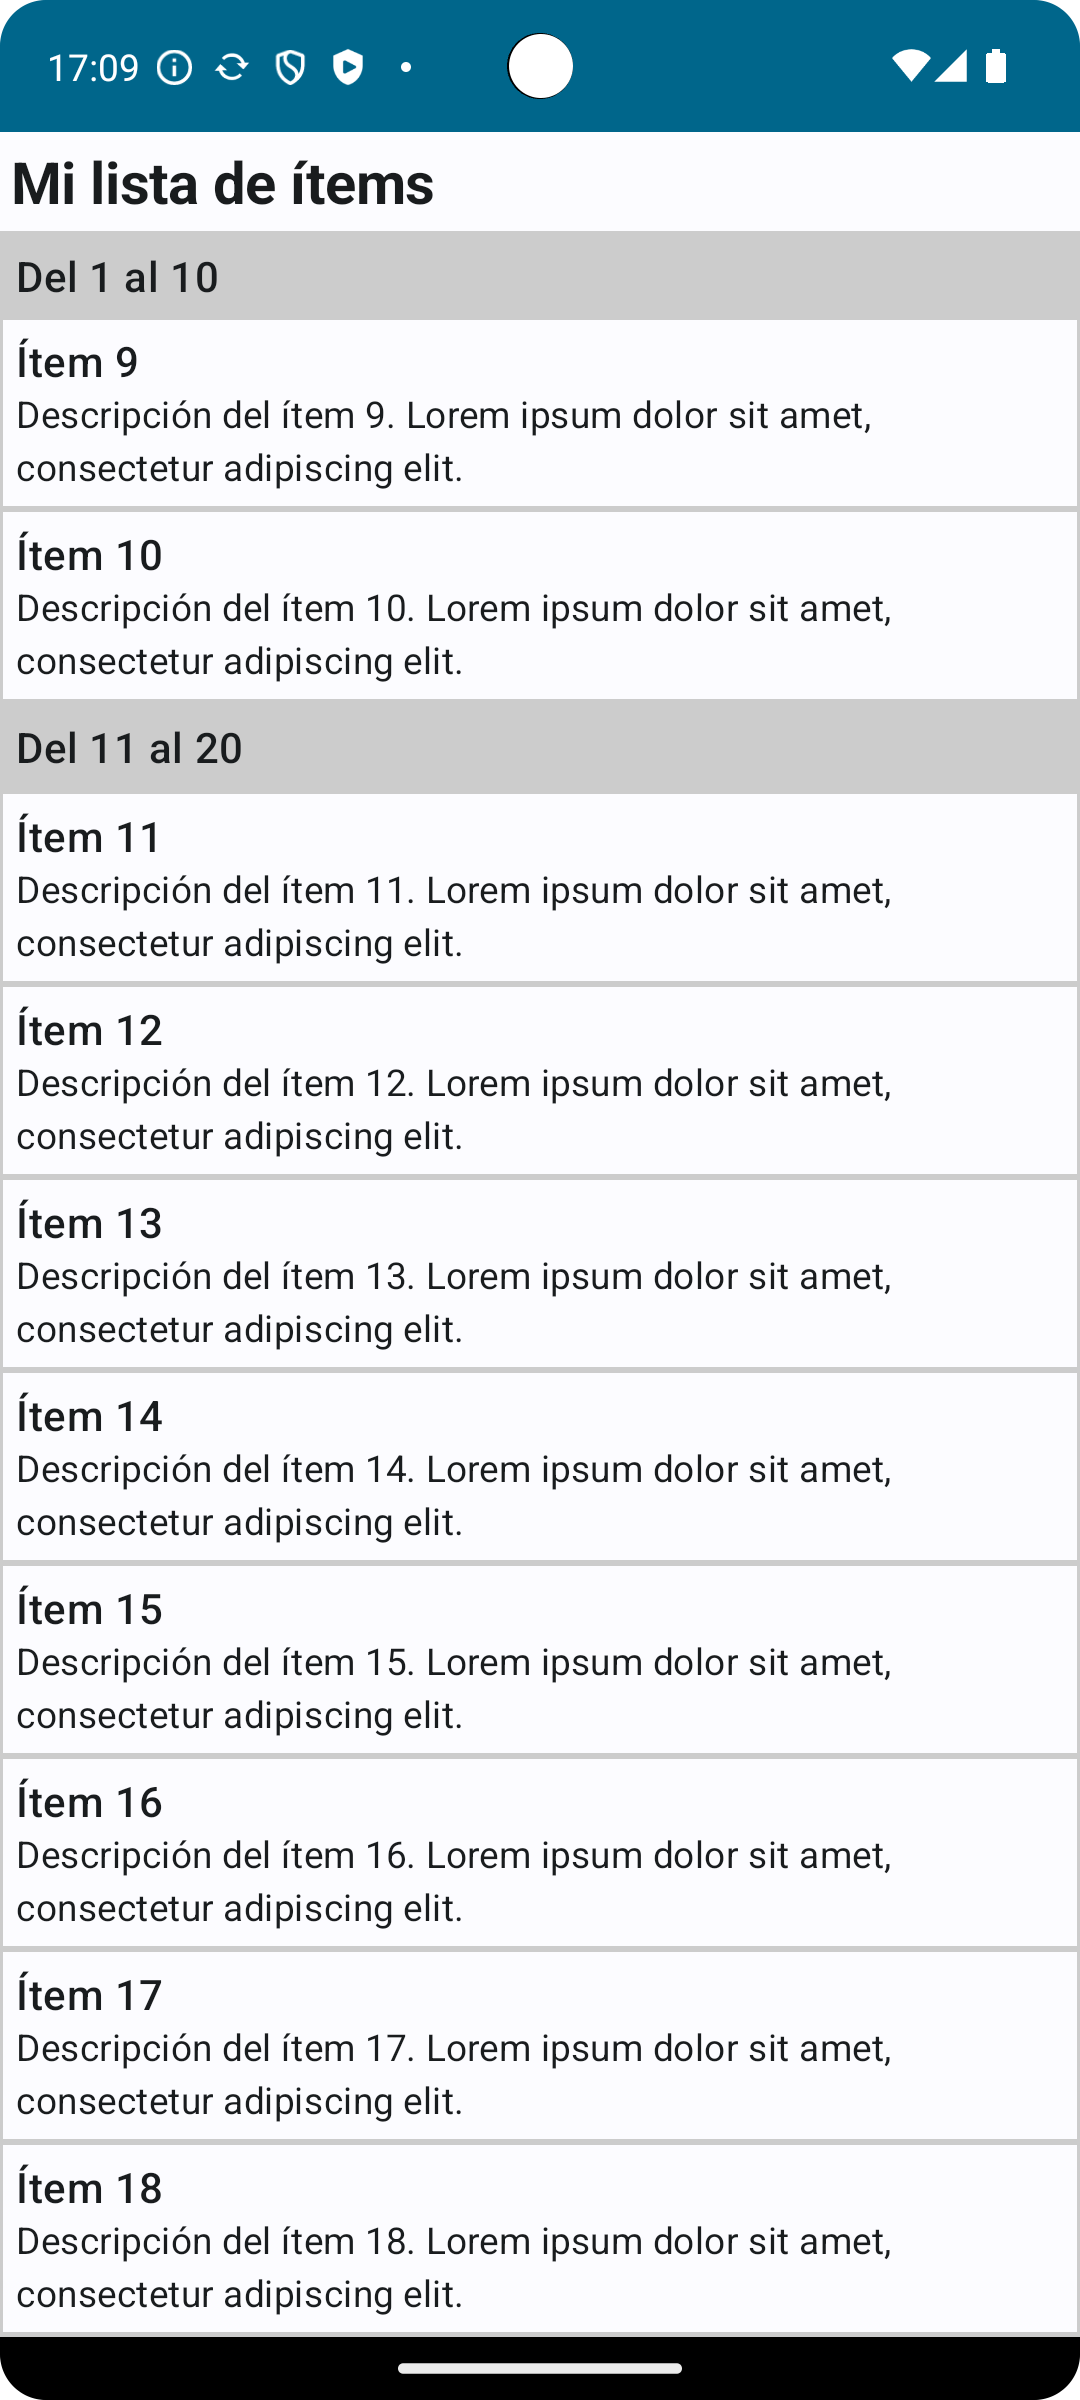 17:09
Mi lista de ítems
Del 1 al 10
Ítem 9
Descripción del ítem 9. Lorem ipsum dolor sit amet,
consectetur adipiscing elit.
Ítem 10
Descripción del ítem 10. Lorem ipsum dolor sit amet,
consectetur adipiscing elit.
Del 11 al 20
Ítem 11
Descripción del ítem 11. Lorem ipsum dolor sit amet,
consectetur adipiscing elit.
Ítem 12
Descripción del ítem 12. Lorem ipsum dolor sit amet,
consectetur adipiscing elit.
Ítem 13
Descripción del ítem 13. Lorem ipsum dolor sit amet,
consectetur adipiscing elit.
Ítem 14
Descripción del ítem 14. Lorem ipsum dolor sit amet,
consectetur adipiscing elit.
Ítem 15
Descripción del ítem 15. Lorem ipsum dolor sit amet,
consectetur adipiscing elit.
Ítem 16
Descripción del ítem 16. Lorem ipsum dolor sit amet,
consectetur adipiscing elit.
Ítem 17
Descripción del ítem 17. Lorem ipsum dolor sit amet,
consectetur adipiscing elit.
Ítem 18
Descripción del ítem 18. Lorem ipsum dolor sit amet,
consectetur adipiscing elit.